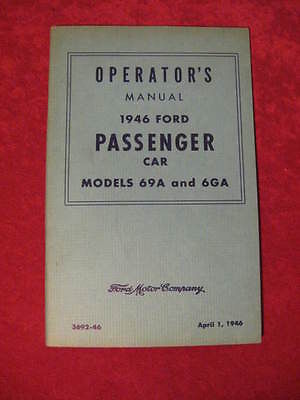 OPERATOR'S
MANUAL
1946 FORD
PASSENGER
CAR
MODELS 69A and 6GA
Ford Motor Company
3692-46 April 1, 1946